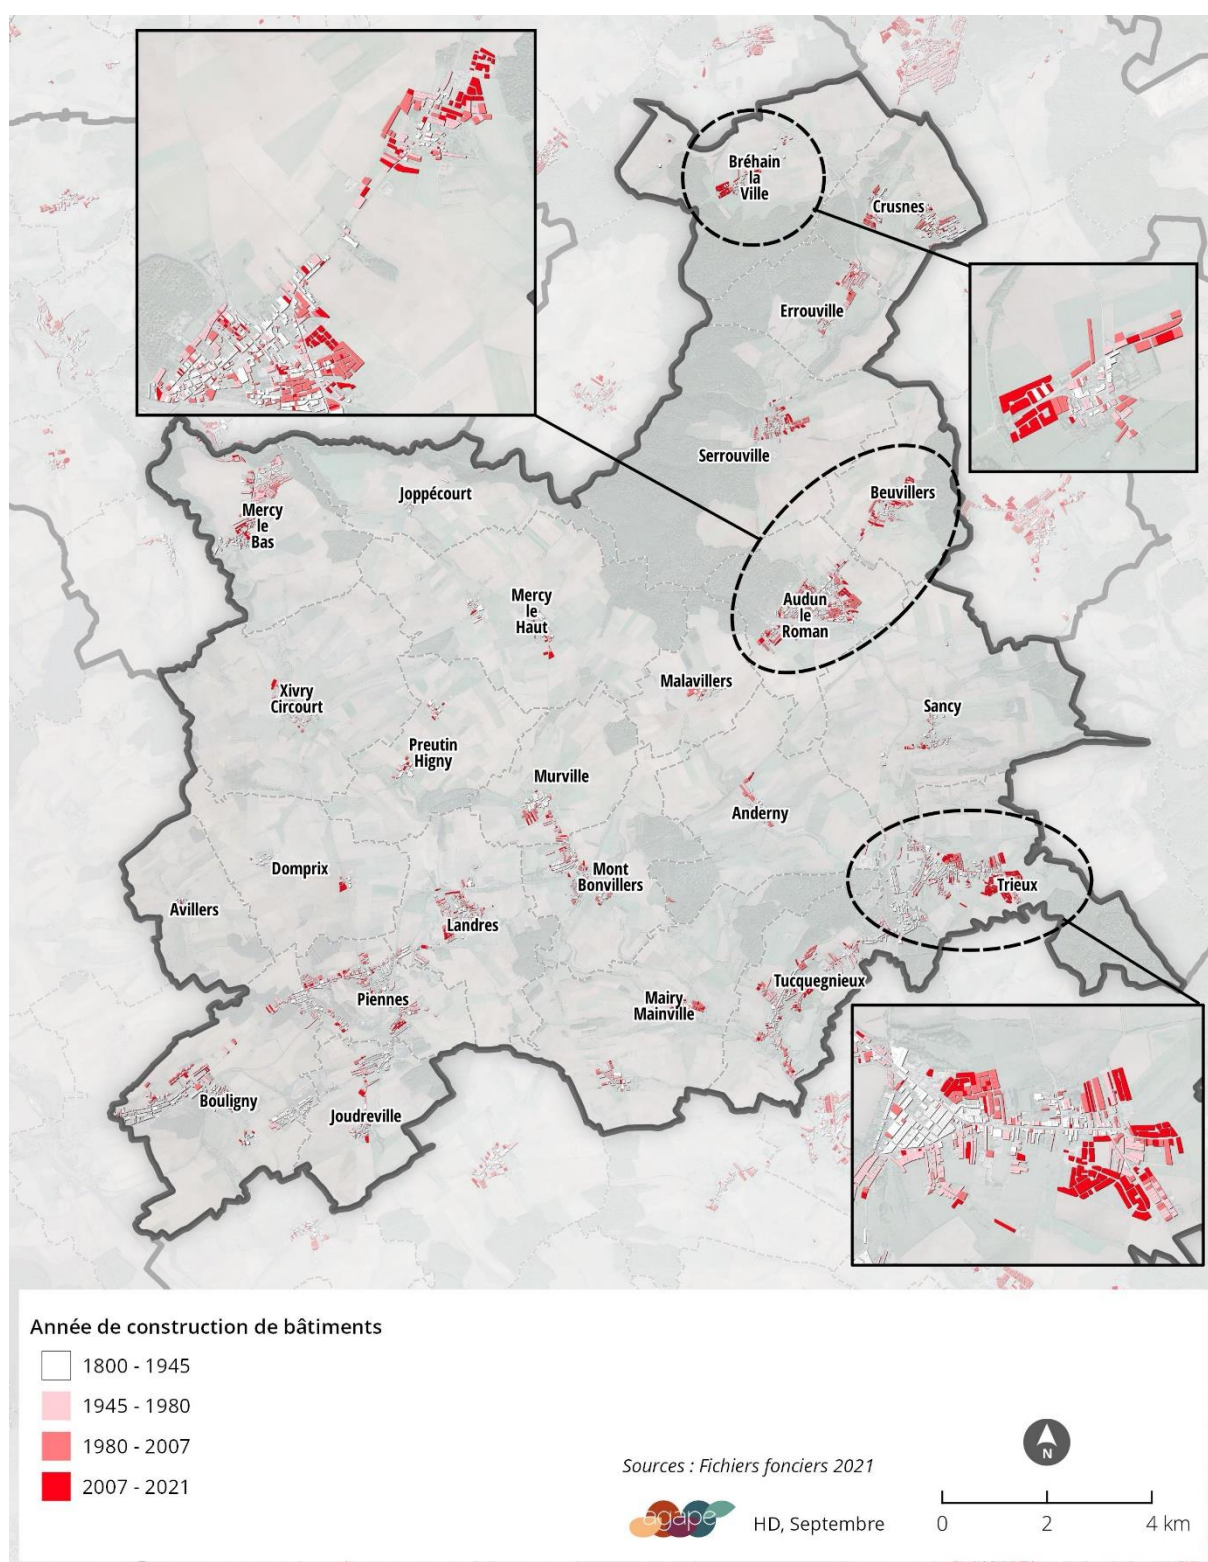 Bréhain
la
Ville
Crusnes
Errouville
Serrouville
Beuvillers
Joppécourt
Mercy
le
Bas
Mercy
le
Haut
Audun
le
Roman
Malavillers
Xivry
Circourt
Sancy
Preutin
Higny
Murville
Anderny
Domprix
Mont
Bonvillers
Trieux
Avillers
Landres
Tucquegnieux
Piennes
Mairy
Mainville
Bouligny
Joudreville
Année de construction de bâtiments
1800 - 1945
1945 - 1980
1980 - 2007
2007 - 2021
N
Sources : Fichiers fonciers 2021
agape
HD, Septembre
0 2 4 km